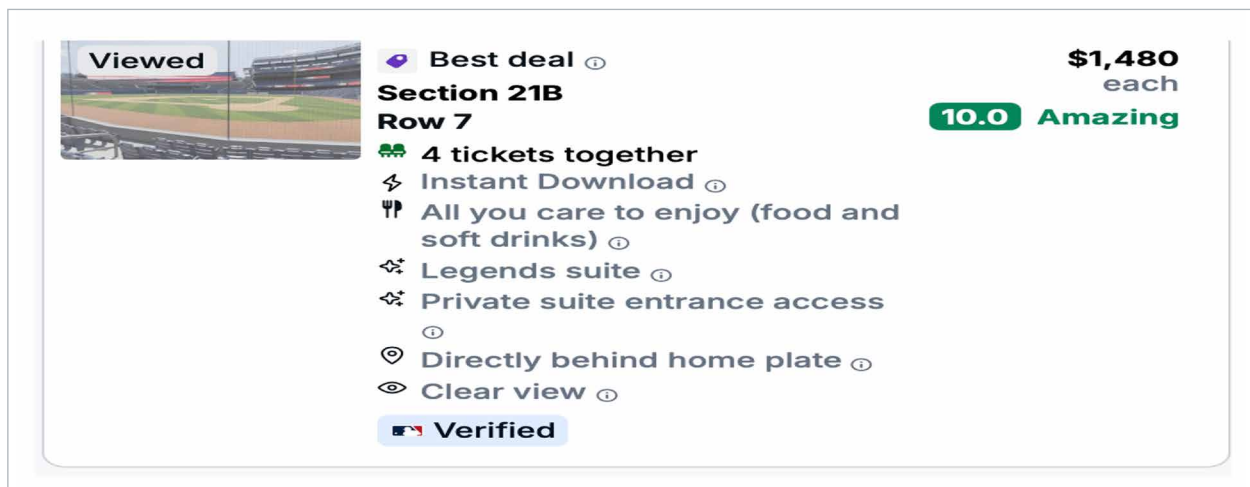 Viewed
Best deal
$1,480
each
Section 21B
Row 7
10.0 Amazing
4 tickets together
Instant Download
All you care to enjoy (food and
soft drinks)
Legends suite
Private suite entrance access
Directly behind home plate
Clear view
Verified